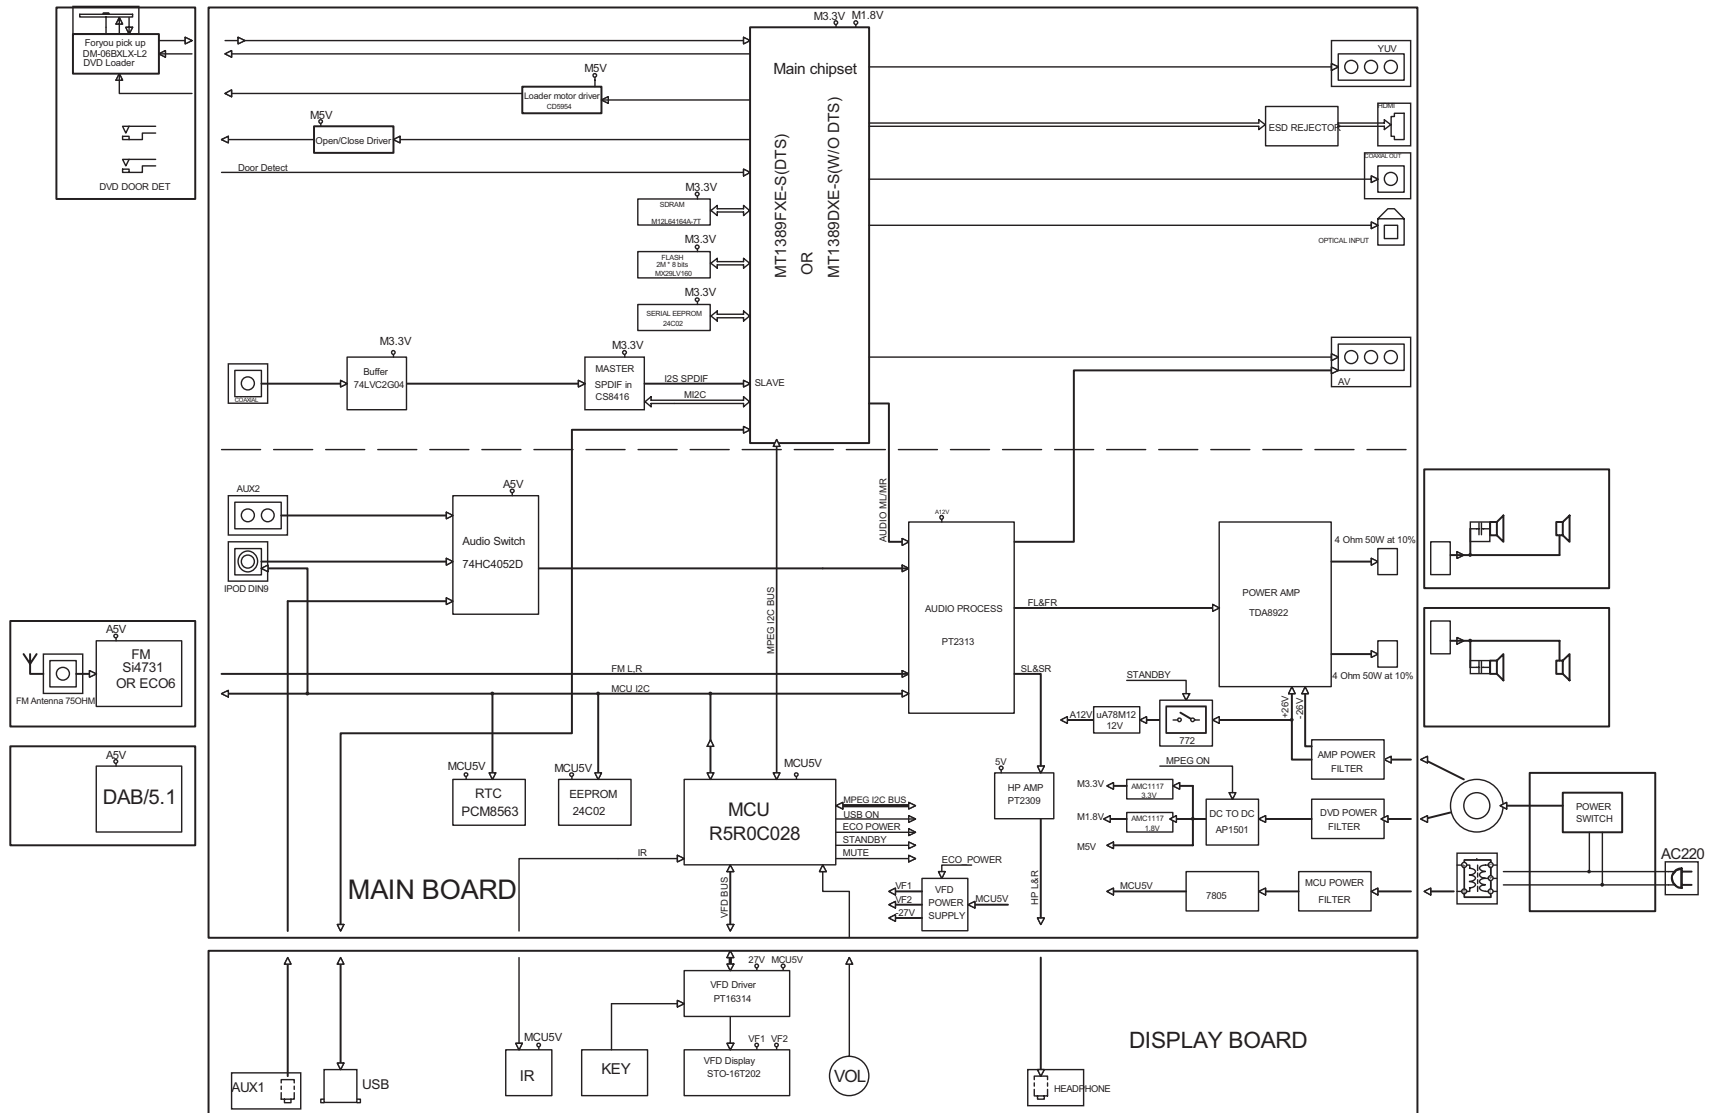 Foryou pick up
DM-06BXLX-L2
DVD Loader
DVD DOOR DET
M3.3V
M1.8V
Main chipset
MT1389FXE-S(DTS)
OR
MT1389DXE-S(W/O DTS)
SLAVE
M5V
Loader motor driver
CD5954
M5V
Open/Close Driver
Door Detect
M3.3V
SDRAM
M12L64164A-7T
M3.3V
FLASH
2M * 8 bits
MX29LV160
M3.3V
SERIAL EEPROM
24C02
COAXIAL
M3.3V
Buffer
74LVC2G04
M3.3V
MASTER
SPDIF in
CS8416
I2S SPDIF
MI2C
YUV
ESD REJECTOR
HDMI
COAXIAL OUT
OPTICAL INPUT
AV
AUX2
IPOD DIN9
A5V
Audio Switch
74HC4052D
MPEG I2C BUS
AUDIO ML/MR
A12V
AUDIO PROCESS
PT2313
FL&FR
SL&SR
POWER AMP
TDA8922
4 Ohm 50W at 10%
4 Ohm 50W at 10%
A5V
FM
Si4731
OR ECO6
FM Antenna 75OHM
FM L,R
MCU I2C
A5V
DAB/5.1
STANDBY
A12V
uA78M12
12V
772
+26V
-26V
AMP POWER
FILTER
MPEG ON
M3.3V
AMC1117
3.3V
M1.8V
AMC1117
1.8V
M5V
DC TO DC
AP1501
DVD POWER
FILTER
MCU5V
7805
MCU POWER
FILTER
POWER
SWITCH
AC220
MCU5V
RTC
PCM8563
MCU5V
EEPROM
24C02
MCU5V
MCU
R5R0C028
MPEG I2C BUS
USB ON
ECO POWER
STANDBY
MUTE
IR
VFD BUS
5V
HP AMP
PT2309
HP L&R
ECO_POWER
VF1
VF2
-27V
VFD
POWER
SUPPLY
MCU5V
MAIN BOARD
27V
MCU5V
VFD Driver
PT16314
MCU5V
IR
KEY
VF1
VF2
VFD Display
STO-16T202
VOL
AUX1
USB
HEADPHONE
DISPLAY BOARD